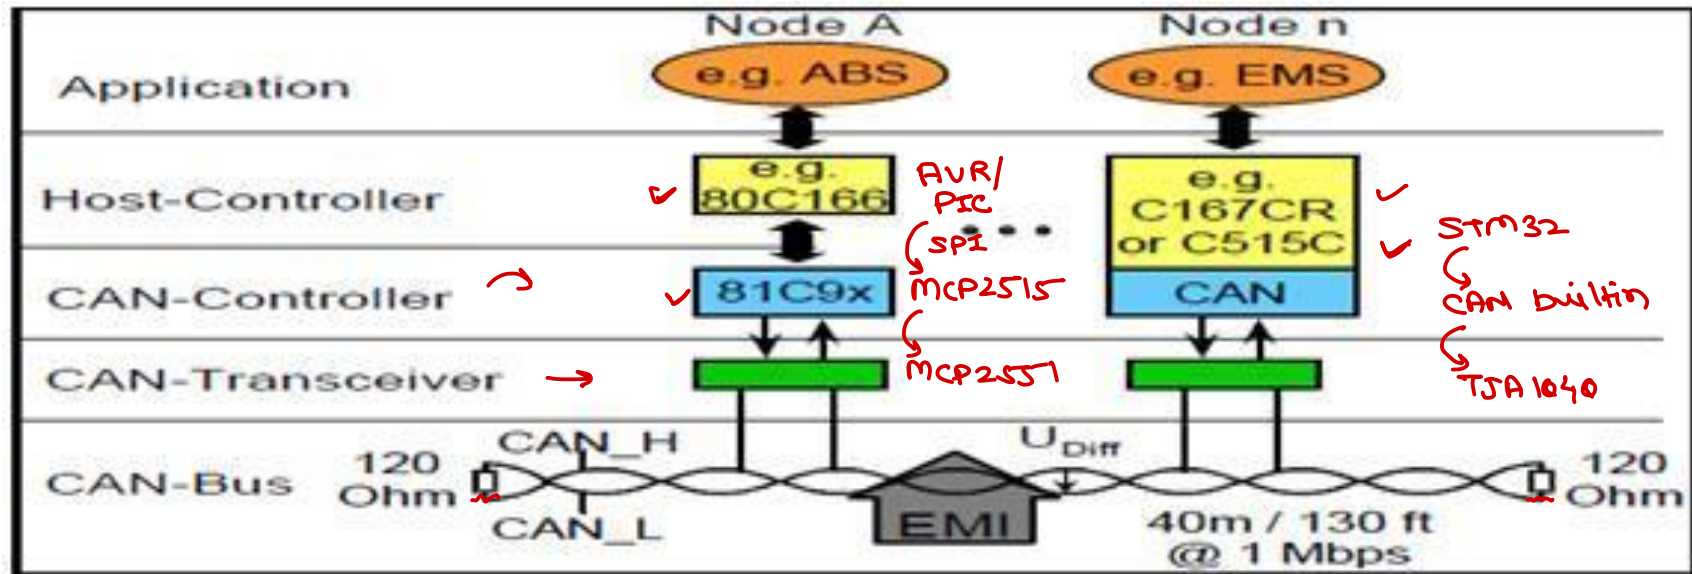 Node A
Node n
Application
e.g. ABS
e.g. EMS
Host-Controller
e.g.
80C166
AVR/
PIC
SPI
e.g.
C167CR
or C515C
STM32
CAN-Controller
81C9x
MCP2515
CAN
CAN builtin
CAN-Transceiver
MCP2551
TJA1040
CAN-Bus
120
Ohm
CAN_H
CAN_L
EMI
UDiff
40m / 130 ft
@ 1 Mbps
120
Ohm